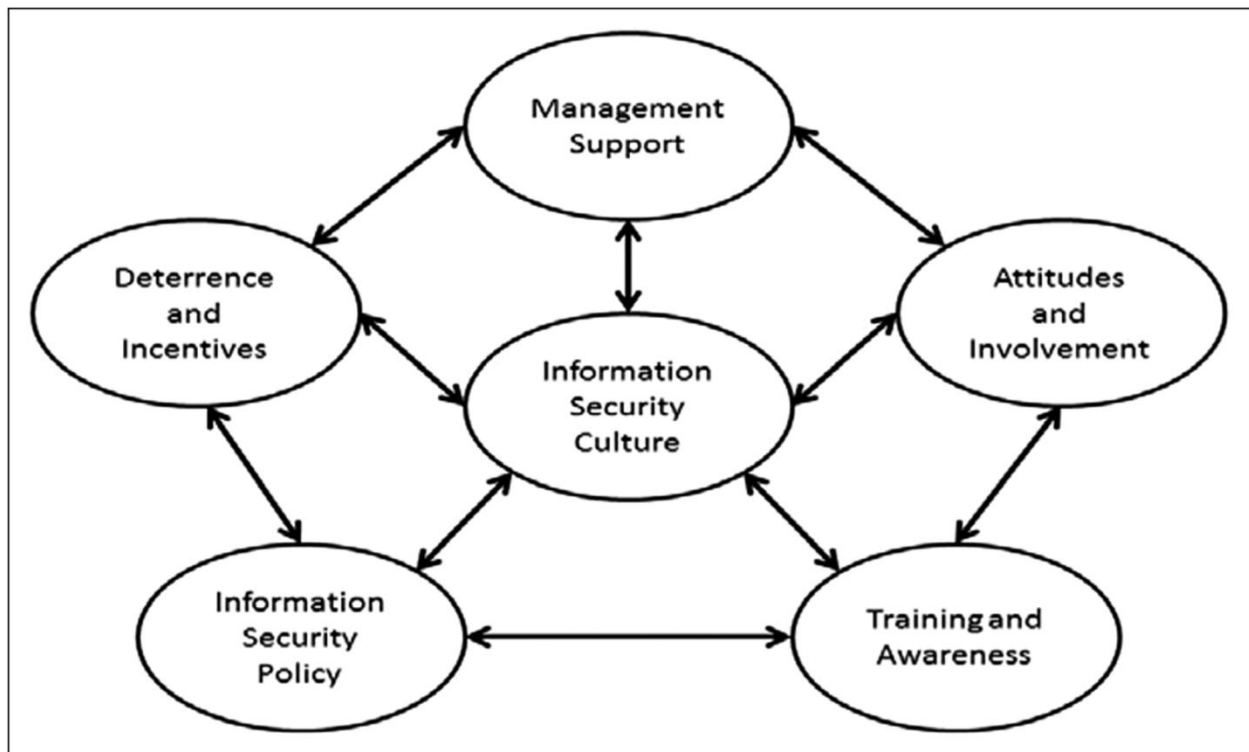 Management
Support
Deterrence
and
Incentives
Attitudes
and
Involvement
Information
Security
Culture
Information
Security
Policy
Training and
Awareness